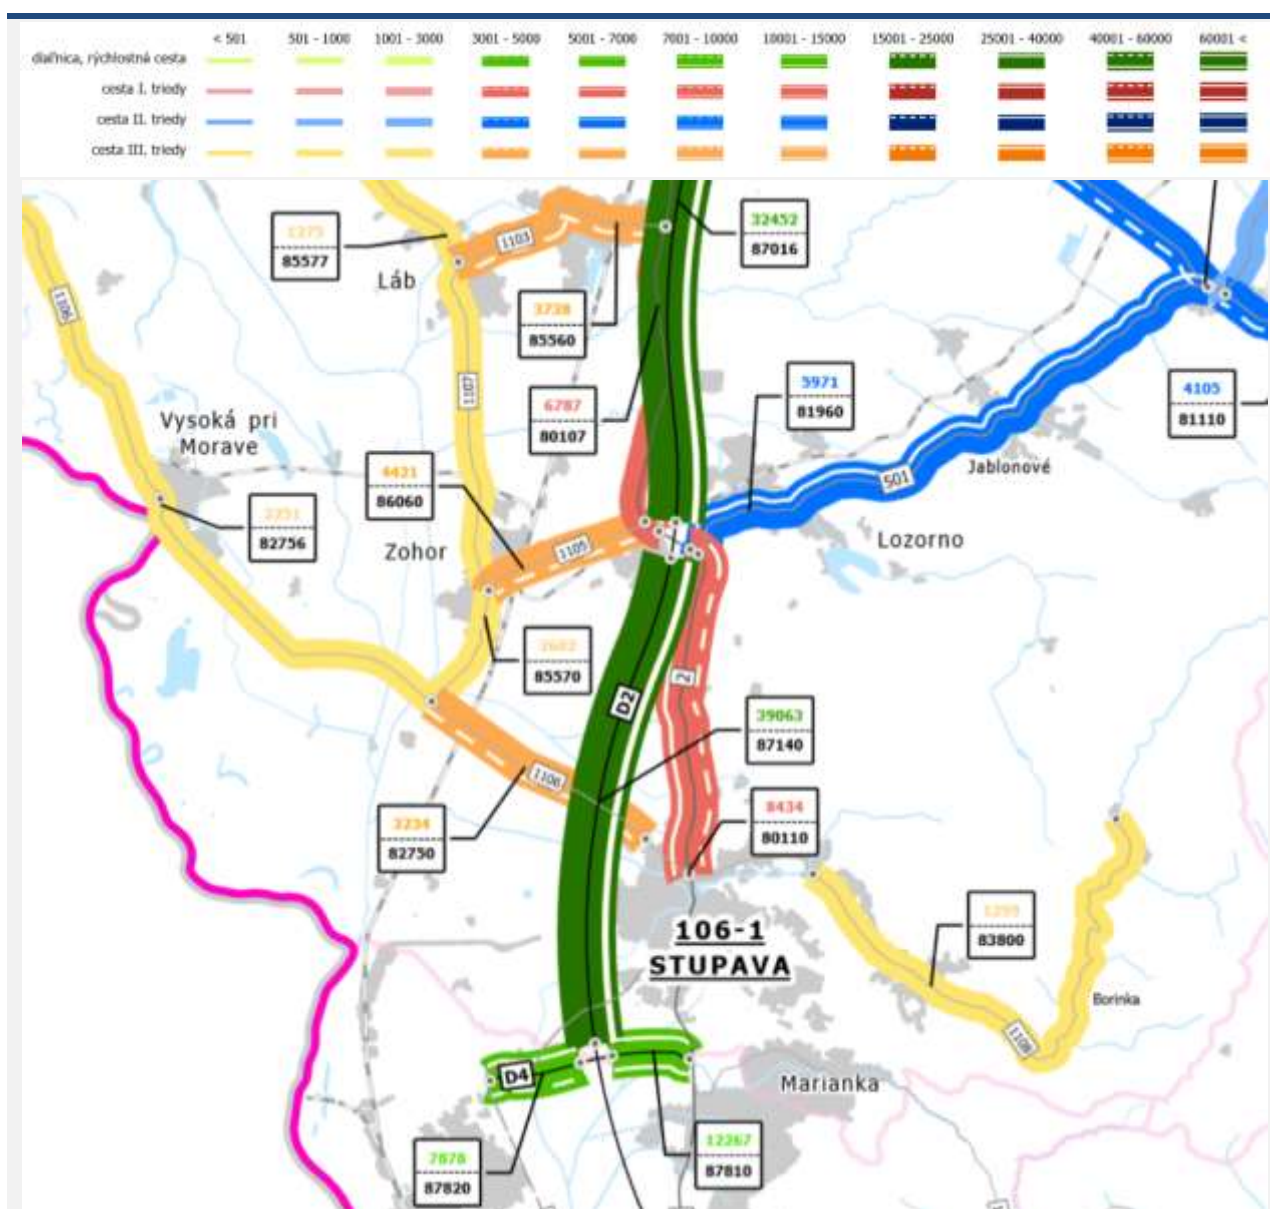 < 501 501 - 1000 1001 - 3000 3001 - 5000 5001 - 7000 7001 - 10000 10001 - 15000 15001 - 25000 25001 - 40000 40001 - 60000 60001 <
diaľnica, rýchlostná cesta
cesta I. triedy
cesta II. triedy
cesta III. triedy
85577
1103
32452
87016
Láb
3738
85560
1106
1107
6787
80107
5971
81960
4105
81110
Vysoká pri
Morave
4421
86060
Jablonové
501
82756
Zohor
1105
Lozorno
85570
2
D2
39063
87140
1106
3234
82750
8434
80110
106-1
STUPAVA
83800
Borinka
1108
D4
Marianka
7878
87820
12267
87810